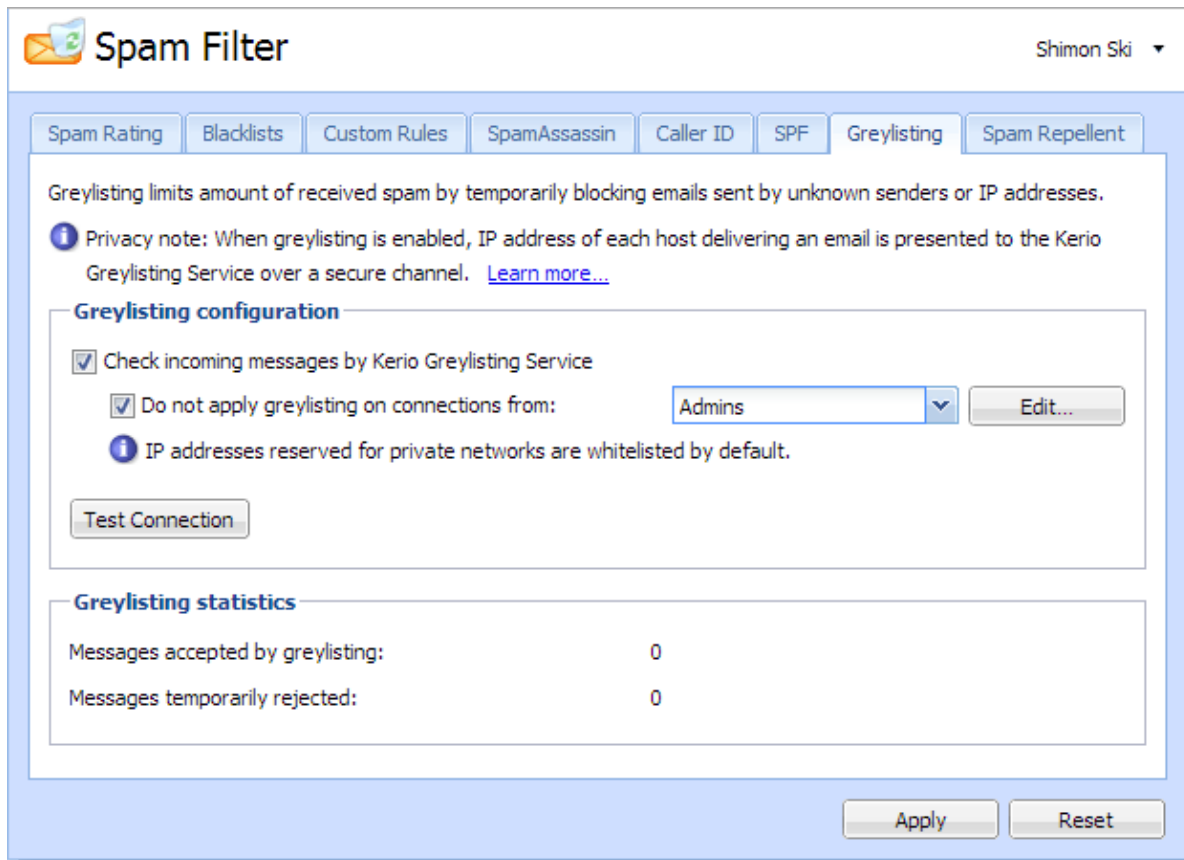 Spam Filter
Shimon Ski
Spam Rating
Blacklists
Custom Rules
SpamAssassin
Caller ID
SPF
Greylisting
Spam Repellent
Greylisting limits amount of received spam by temporarily blocking emails sent by unknown senders or IP addresses.
Privacy note: When greylisting is enabled, IP address of each host delivering an email is presented to the Kerio
Greylisting Service over a secure channel. Learn more...
Greylisting configuration
Check incoming messages by Kerio Greylisting Service
Do not apply greylisting on connections from:
Admins
Edit...
IP addresses reserved for private networks are whitelisted by default.
Test Connection
Greylisting statistics
Messages accepted by greylisting: 0
Messages temporarily rejected: 0
Apply
Reset